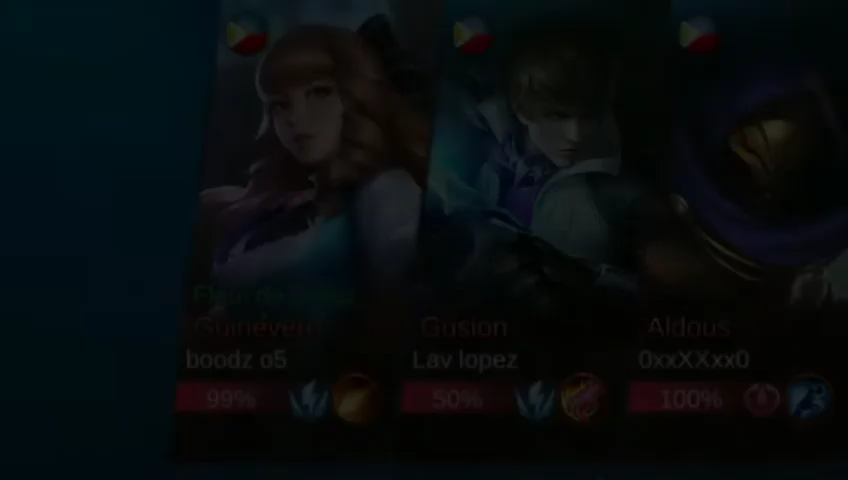 Guinevere
boodz o5
99%
Gusion
Lav lopez
50%
Aldous
0xxXXxx0
100%